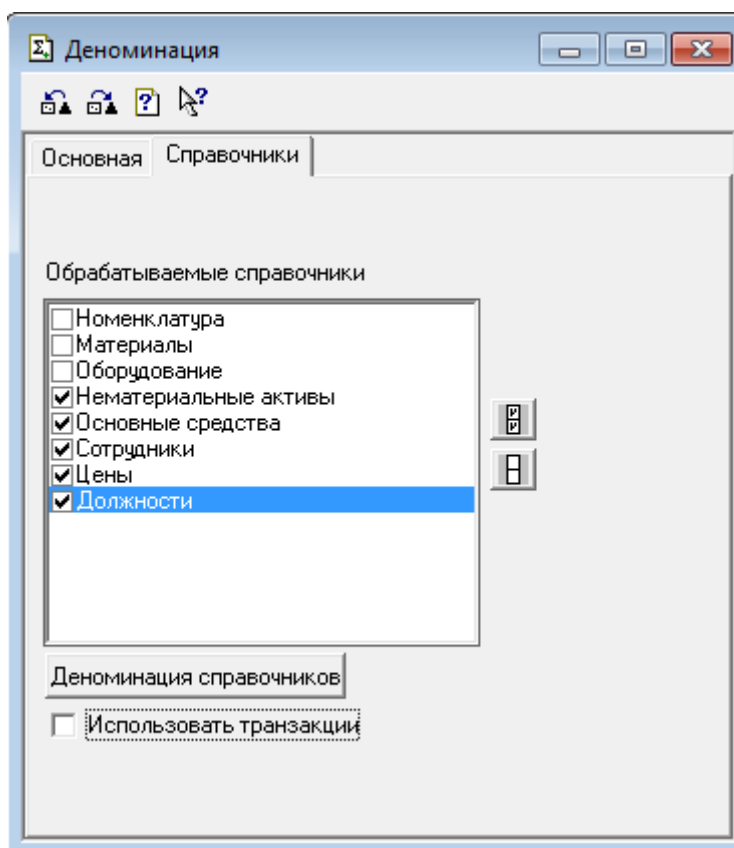 Деноминация
Основная Справочники
Обрабатываемые справочники
Номенклатура
Материалы
Оборудование
Нематериальные активы
Основные средства
Сотрудники
Цены
Должности
Деноминация справочников
Использовать транзакции